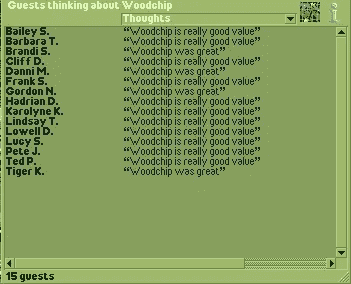 Guests thinking about Woodchip
Thoughts
Bailey S. “Woodchip is really good value”
Barbara T. “Woodchip is really good value”
Brandi S. “Woodchip was great”
Cliff D. “Woodchip is really good value”
Danni M. “Woodchip was great”
Frank S. “Woodchip is really good value”
Gordon N. “Woodchip was great”
Hadrian D. “Woodchip is really good value”
Karolyne K. “Woodchip is really good value”
Lindsay T. “Woodchip is really good value”
Lowell D. “Woodchip is really good value”
Lucy S. “Woodchip is really good value”
Pete J. “Woodchip is really good value”
Ted P. “Woodchip is really good value”
Tiger K. “Woodchip was great”
15 guests